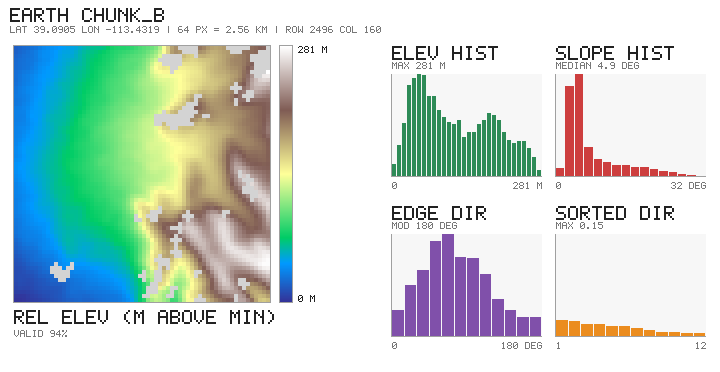 EARTH CHUNK_B
LAT 39.0905 LON -113.4319 | 64 PX = 2.56 KM | ROW 2496 COL 160
281 M
0 M
REL ELEV (M ABOVE MIN)
VALID 94%
ELEV HIST
MAX 281 M
0 281 M
SLOPE HIST
MEDIAN 4.9 DEG
0 32 DEG
EDGE DIR
MOD 180 DEG
0 180 DEG
SORTED DIR
MAX 0.15
1 12